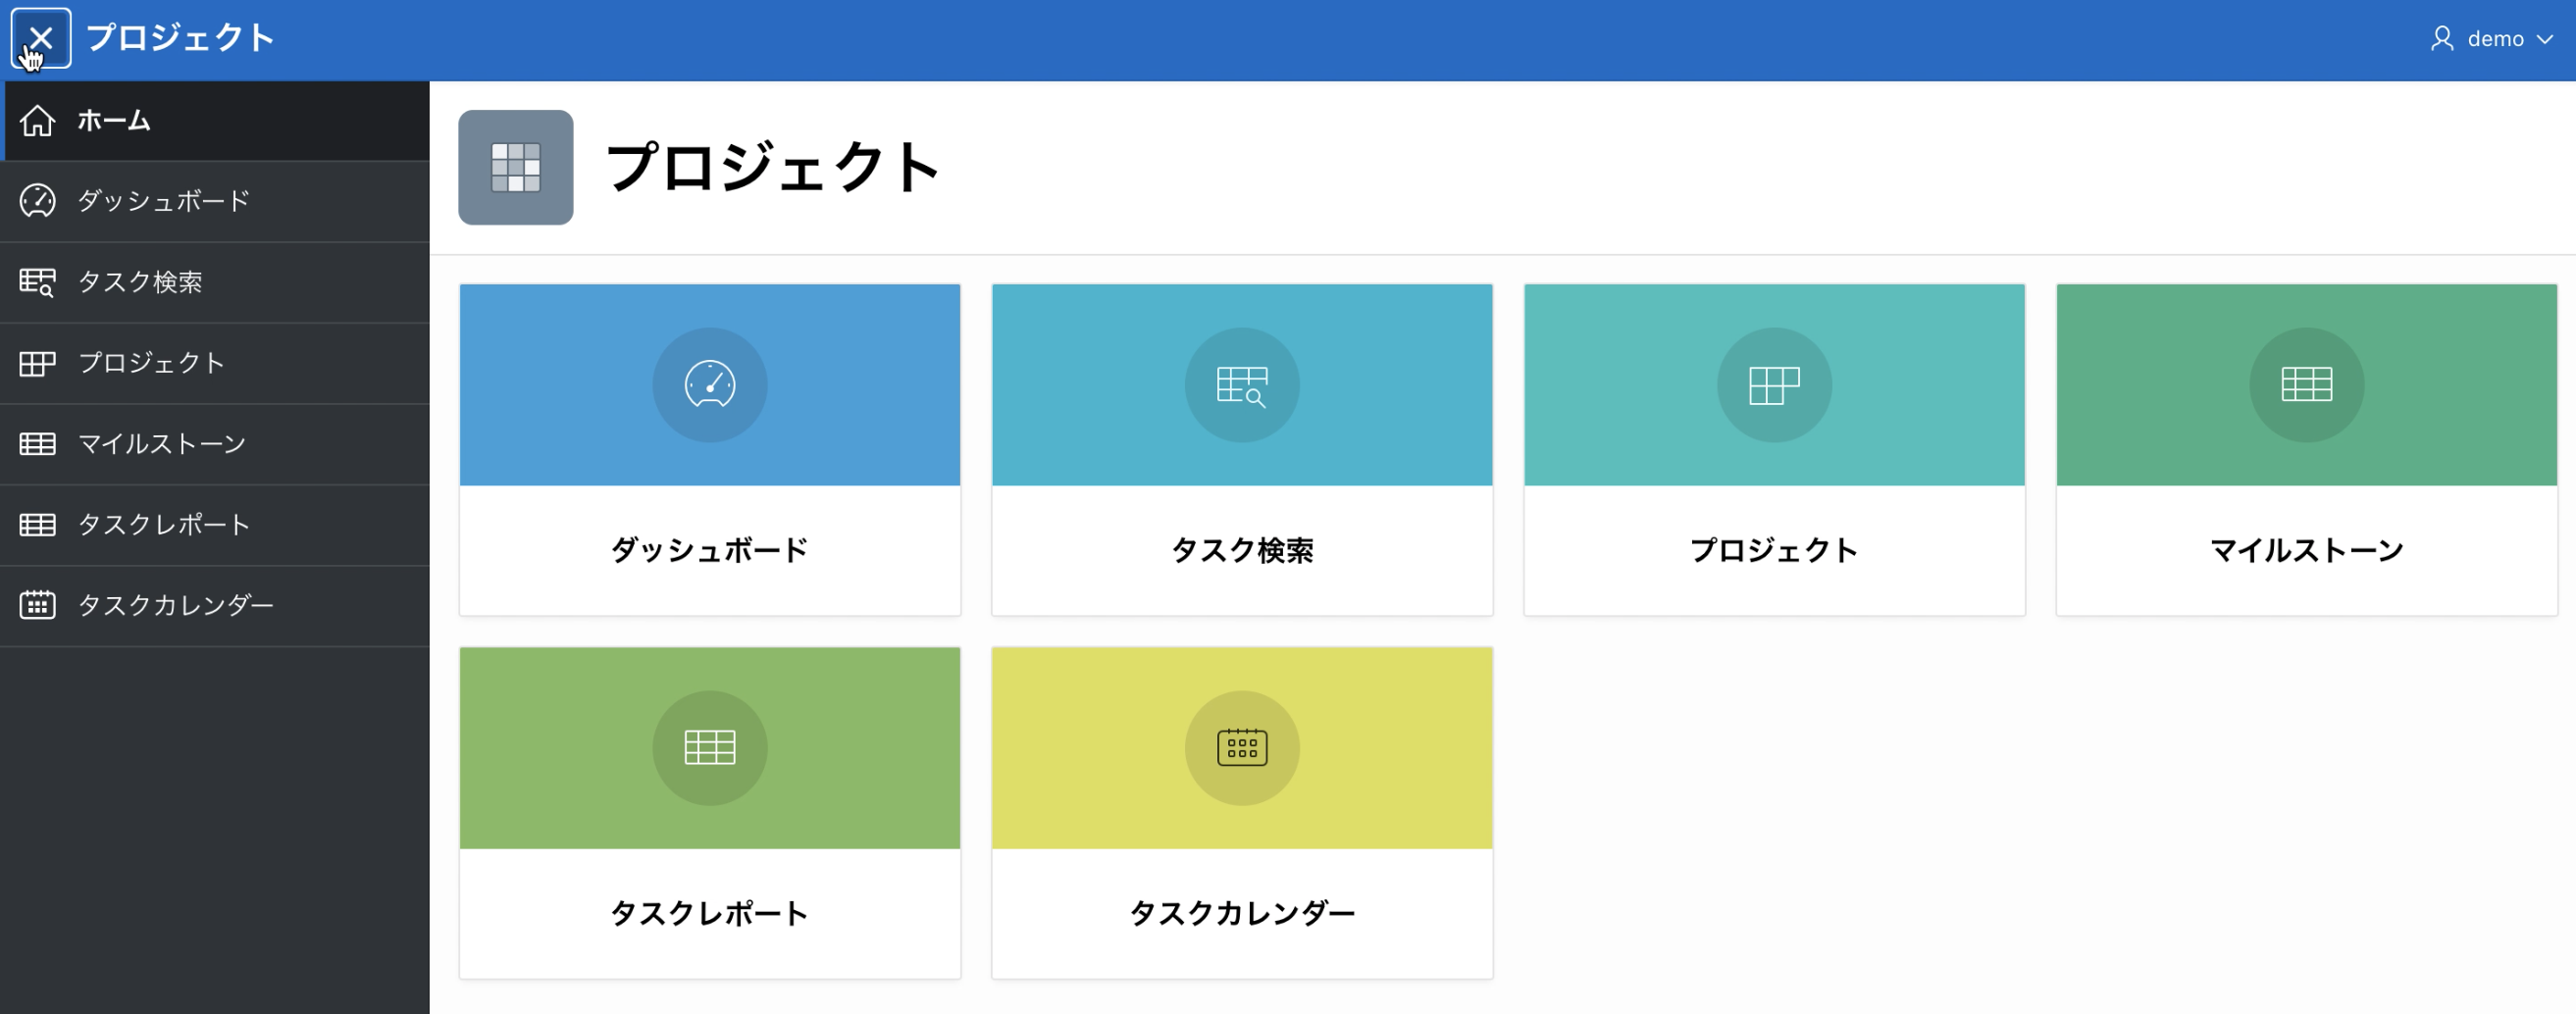 プロジェクト
demo
ホーム
ダッシュボード
タスク検索
プロジェクト
マイルストーン
タスクレポート
タスクカレンダー
プロジェクト
ダッシュボード
タスク検索
プロジェクト
マイルストーン
タスクレポート
タスクカレンダー